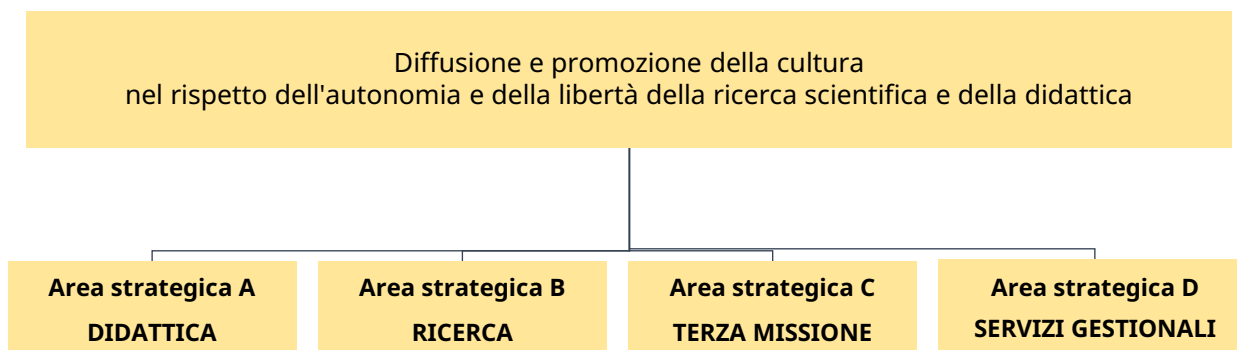 Diffusione e promozione della cultura
nel rispetto dell'autonomia e della libertà della ricerca scientifica e della didattica
Area strategica A
DIDATTICA
Area strategica B
RICERCA
Area strategica C
TERZA MISSIONE
Area strategica D
SERVIZI GESTIONALI